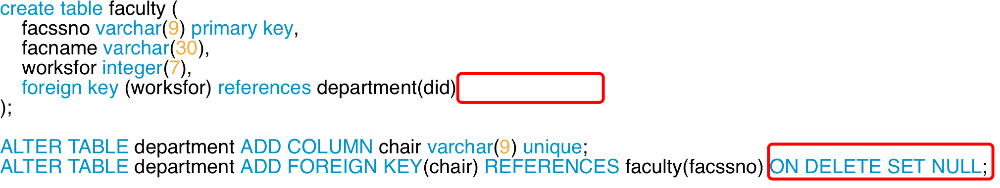 create table faculty (
facssno varchar(9) primary key,
facname varchar(30),
worksfor integer(7),
foreign key (worksfor) references department(did)
);
ALTER TABLE department ADD COLUMN chair varchar(9) unique;
ALTER TABLE department ADD FOREIGN KEY(chair) REFERENCES faculty(facssno) ON DELETE SET NULL;